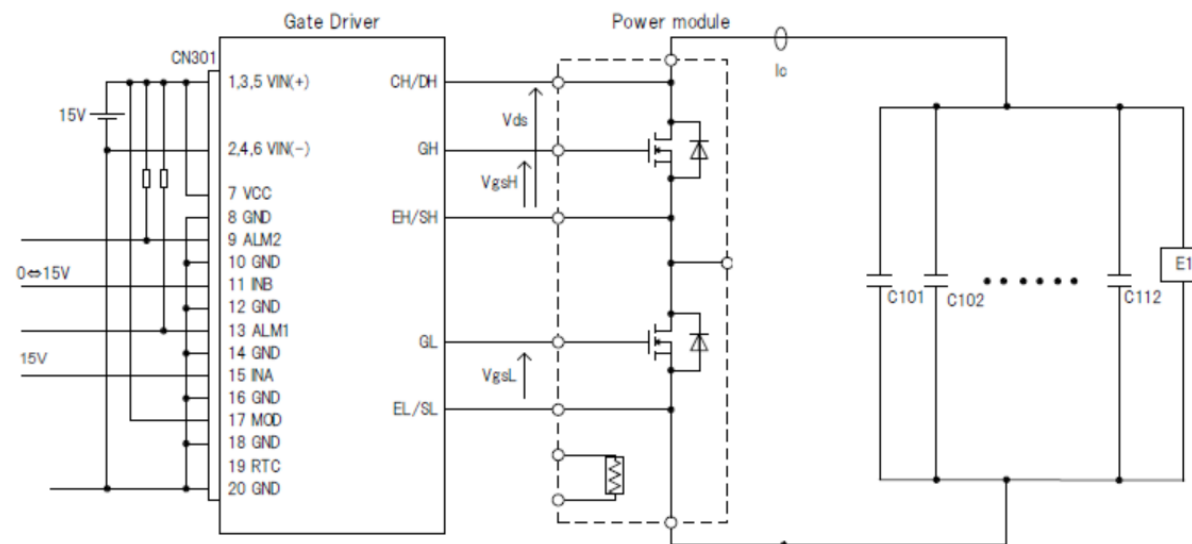 Gate Driver
Power module
CN301
Ic
1,3,5 VIN(+)
CH/DH
15V
Vds
2,4,6 VIN(-)
GH
VgsH
7 VCC
8 GND
EH/SH
9 ALM2
10 GND
0⇔15V
11 INB
E1
C101
C102
C112
12 GND
13 ALM1
GL
14 GND
15V
15 INA
VgsL
16 GND
EL/SL
17 MOD
18 GND
19 RTC
20 GND